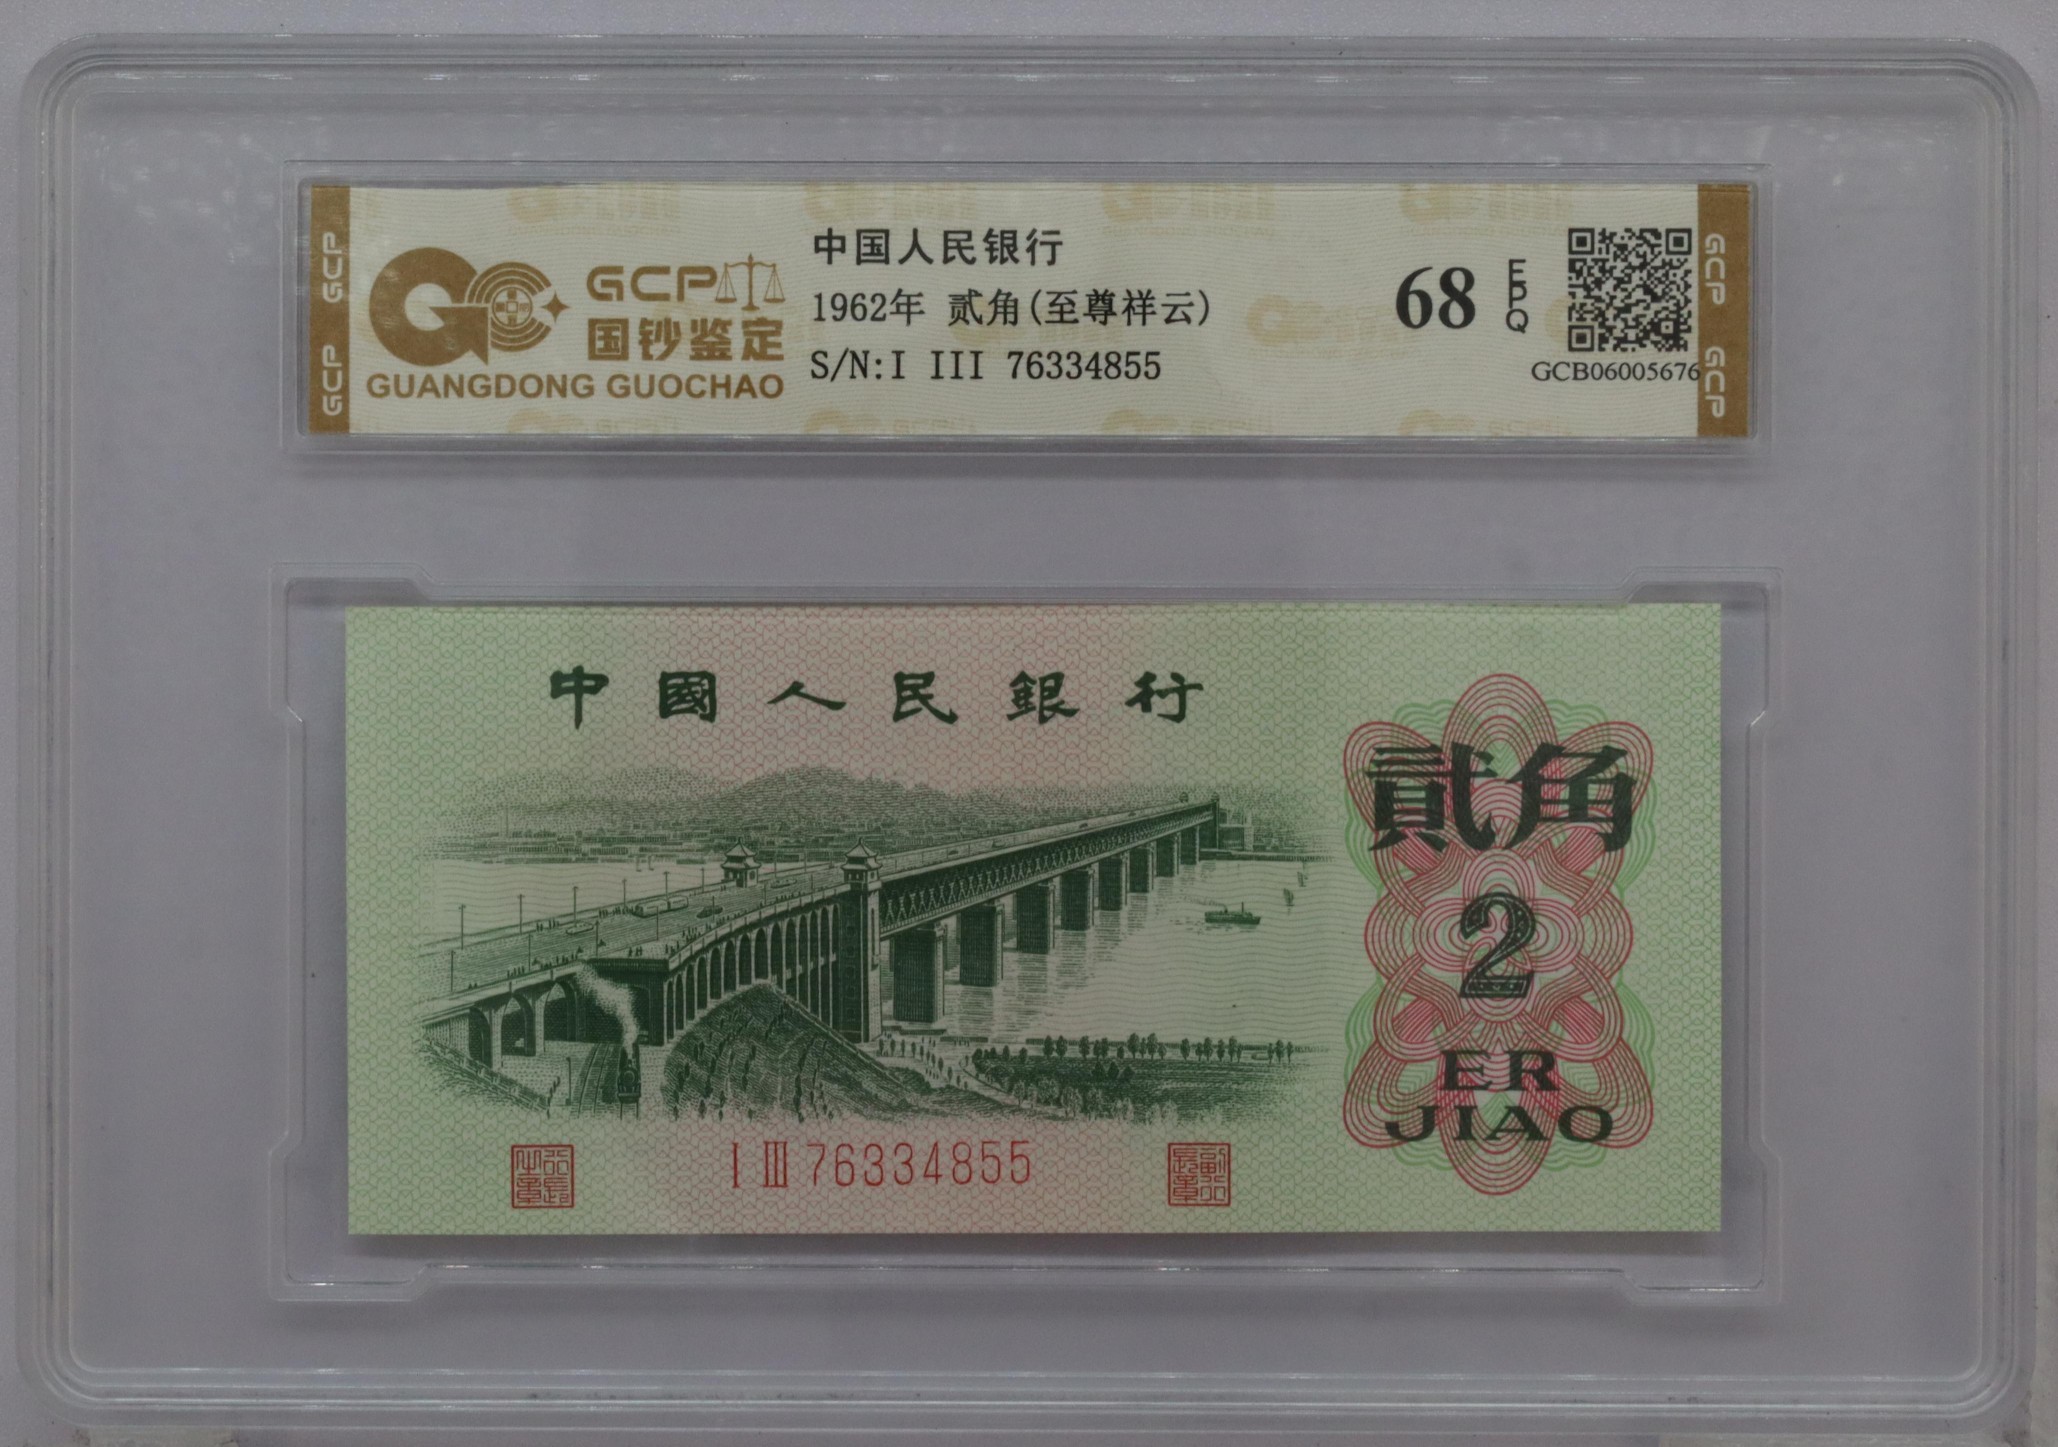 GCP
GCP
GCP
国钞鉴定
GUANGDONG GUOCHAO
中国人民银行
1962年 贰角(至尊祥云)
S/N:I III 76334855
68
EPQ
GCB06005676
GCP
GCP
中國人民銀行
貳角
2
ER
JIAO
I III 76334855